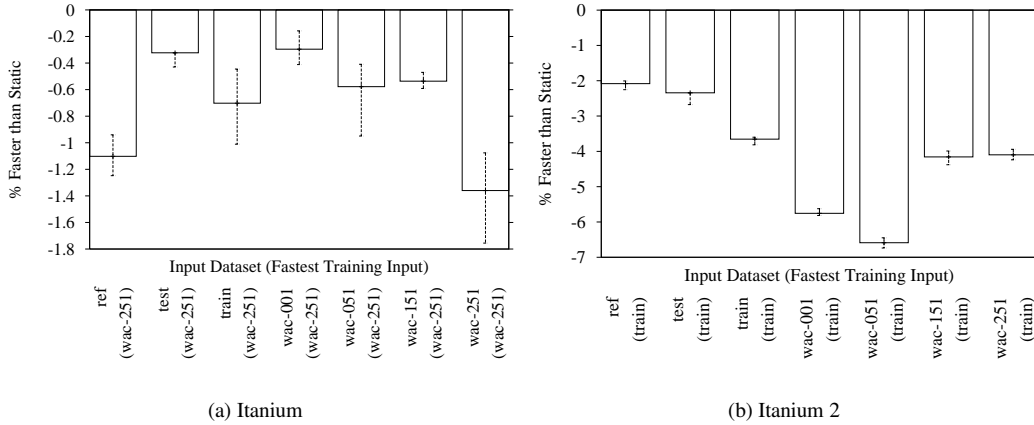 % Faster than Static
0
-0.2
-0.4
-0.6
-0.8
-1
-1.2
-1.4
-1.6
-1.8
Input Dataset (Fastest Training Input)
ref
(wac-251)
test
(wac-251)
train
(wac-251)
wac-001
(wac-251)
wac-051
(wac-251)
wac-151
(wac-251)
wac-251
(wac-251)
(a) Itanium
% Faster than Static
0
-1
-2
-3
-4
-5
-6
-7
Input Dataset (Fastest Training Input)
ref
(train)
test
(train)
train
(train)
wac-001
(train)
wac-051
(train)
wac-151
(train)
wac-251
(train)
(b) Itanium 2